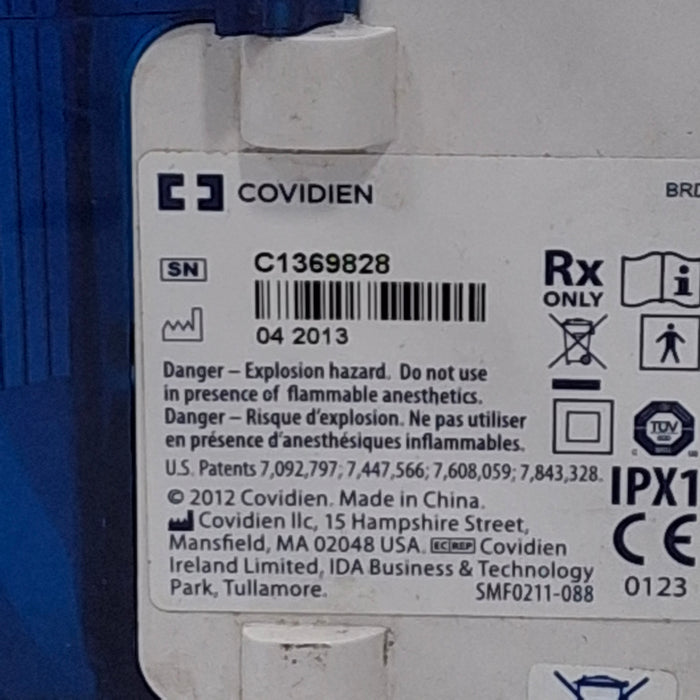 COVIDIEN
SN
C1369828
04 2013
Rx
ONLY
i
Danger – Explosion hazard. Do not use
in presence of flammable anesthetics.
Danger – Risque d'explosion. Ne pas utiliser
en présence d'anesthésiques inflammables.
TÜV
U.S. Patents 7,092,797; 7,447,566; 7,608,059; 7,843,328.
IPX1
© 2012 Covidien. Made in China.
Covidien llc, 15 Hampshire Street,
Mansfield, MA 02048 USA. EC REP Covidien
Ireland Limited, IDA Business & Technology
Park, Tullamore.
SMF0211-088
CE
0123